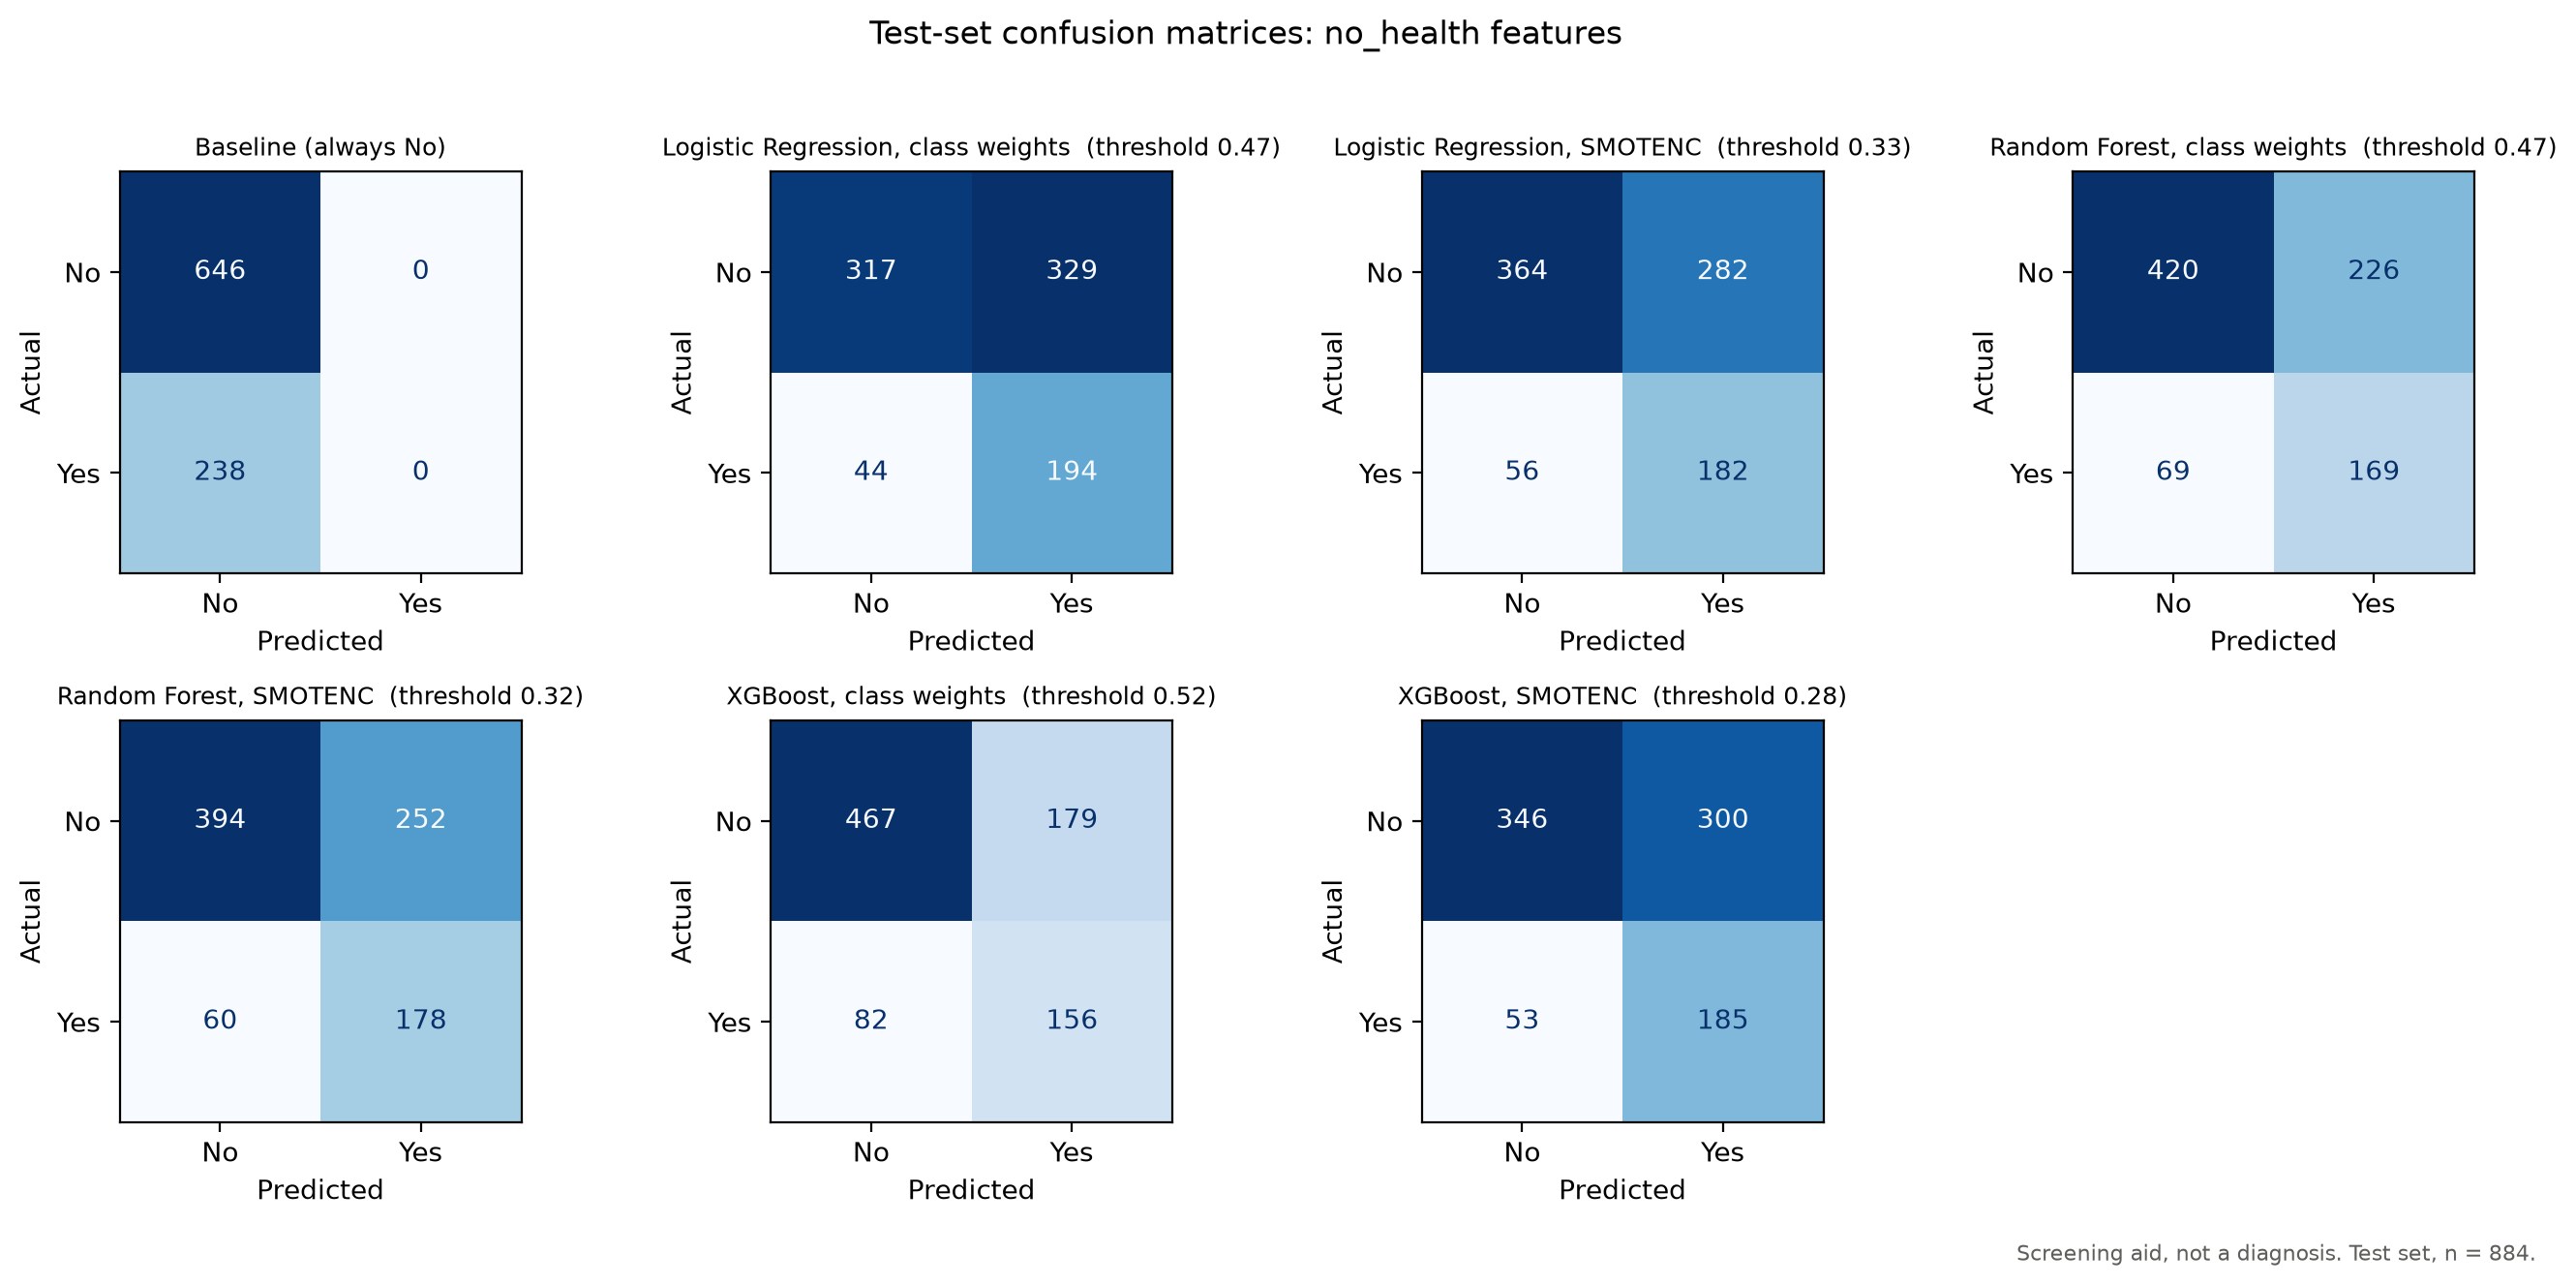 Test-set confusion matrices: no_health features
Baseline (always No)
Actual
No
646
0
Yes
238
0
No
Yes
Predicted
Logistic Regression, class weights  (threshold 0.47)
Actual
No
317
329
Yes
44
194
No
Yes
Predicted
Logistic Regression, SMOTENC  (threshold 0.33)
Actual
No
364
282
Yes
56
182
No
Yes
Predicted
Random Forest, class weights  (threshold 0.47)
Actual
No
420
226
Yes
69
169
No
Yes
Predicted
Random Forest, SMOTENC  (threshold 0.32)
Actual
No
394
252
Yes
60
178
No
Yes
Predicted
XGBoost, class weights  (threshold 0.52)
Actual
No
467
179
Yes
82
156
No
Yes
Predicted
XGBoost, SMOTENC  (threshold 0.28)
Actual
No
346
300
Yes
53
185
No
Yes
Predicted
Screening aid, not a diagnosis. Test set, n = 884.